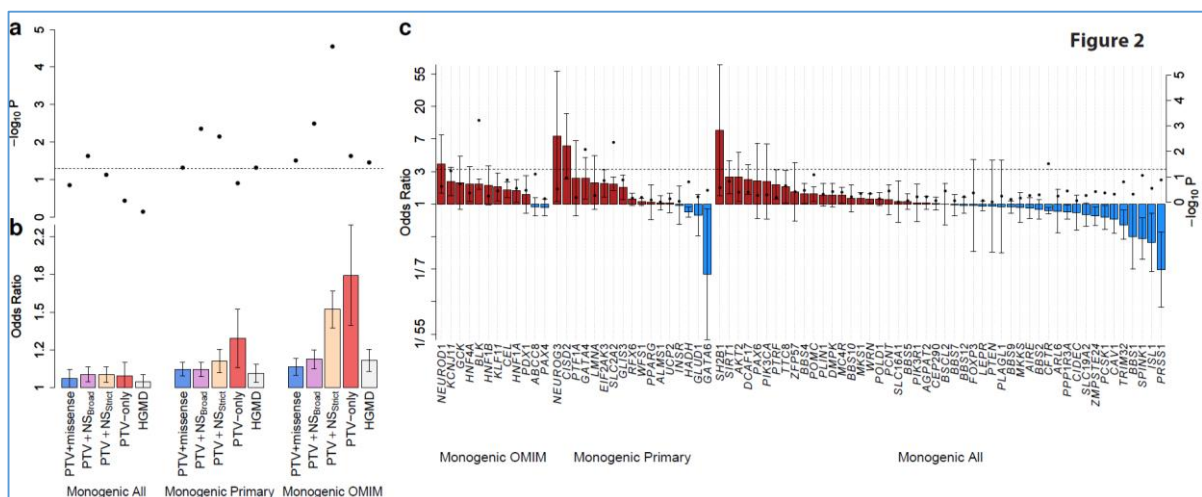 Figure 2
a
5
4
3
2
1
0
−log10 P
b
2.2
1.8
1.5
1.2
1
Odds Ratio
PTV+missense
PTV+NSBroad
PTV+NSStrict
PTV−only
HGMD
PTV+missense
PTV+NSBroad
PTV+NSStrict
PTV−only
HGMD
PTV+missense
PTV+NSBroad
PTV+NSStrict
PTV−only
HGMD
Monogenic All
Monogenic Primary
Monogenic OMIM
c
55
20
7
3
1
1/7
1/55
Odds Ratio
5
4
3
2
1
0
−log10 P
NEUROD1
KCNJ11
GCK
HNF4A
BLK
HNF1B
KLF11
CEL
HNF1A
PDX1
ABCC8
PAX4
NEUROG3
CISD2
PTF1A
GATA4
LMNA
EIF2AK3
SLC2A2
GLIS3
RFX6
WFS1
PPARG
ALMS1
UCP2
INSR
HADH
GLUD1
GATA6
SH2B1
SIRT1
AKT2
DCAF17
PAX6
PIK3CA
PTRF
TTC8
ZFP57
BBS4
POMC
PLIN1
DMPK
MC4R
BBS10
MKS1
WRN
POLD1
PCNT
SLC16A1
BBS5
PIK3R1
AGPAT2
CEP290
BSCL2
BBS7
BBS12
FOXP3
LEP
PTEN
PLAGL1
BBS9
MKKS
AIRE
BBS2
CFTR
ARL6
PPP1R3A
CIDEC
SLC19A2
ZMPSTE24
PCSK1
CAV1
TRIM32
BBS1
SPINK1
ISL1
PRSS1
Monogenic OMIM
Monogenic Primary
Monogenic All